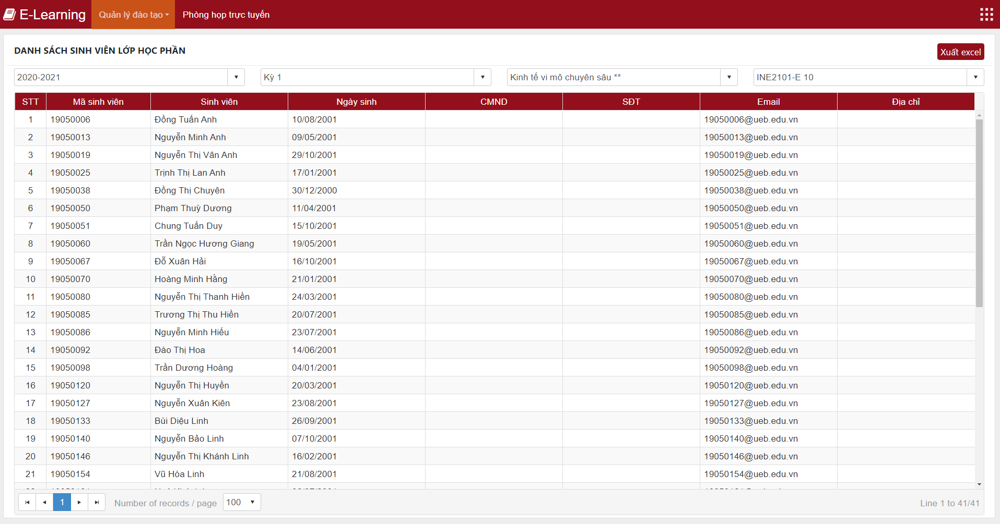 E-Learning Quản lý đào tạo Phòng họp trực tuyến
DANH SÁCH SINH VIÊN LỚP HỌC PHẦN Xuất excel
2020-2021 Kỳ 1 Kinh tế vi mô chuyên sâu ** INE2101-E 10
STT Mã sinh viên Sinh viên Ngày sinh CMND SĐT Email Địa chỉ
1 19050006 Đồng Tuấn Anh 10/08/2001 19050006@ueb.edu.vn
2 19050013 Nguyễn Minh Anh 09/05/2001 19050013@ueb.edu.vn
3 19050019 Nguyễn Thị Vân Anh 29/10/2001 19050019@ueb.edu.vn
4 19050025 Trịnh Thị Lan Anh 17/01/2001 19050025@ueb.edu.vn
5 19050038 Đồng Thị Chuyên 30/12/2000 19050038@ueb.edu.vn
6 19050050 Phạm Thuỳ Dương 11/04/2001 19050050@ueb.edu.vn
7 19050051 Chung Tuấn Duy 15/10/2001 19050051@ueb.edu.vn
8 19050060 Trần Ngọc Hương Giang 19/05/2001 19050060@ueb.edu.vn
9 19050067 Đỗ Xuân Hải 16/10/2001 19050067@ueb.edu.vn
10 19050070 Hoàng Minh Hằng 21/01/2001 19050070@ueb.edu.vn
11 19050080 Nguyễn Thị Thanh Hiền 24/03/2001 19050080@ueb.edu.vn
12 19050085 Trương Thị Thu Hiền 20/07/2001 19050085@ueb.edu.vn
13 19050086 Nguyễn Minh Hiếu 23/07/2001 19050086@ueb.edu.vn
14 19050092 Đào Thị Hoa 14/06/2001 19050092@ueb.edu.vn
15 19050098 Trần Dương Hoàng 04/01/2001 19050098@ueb.edu.vn
16 19050120 Nguyễn Thị Huyền 20/03/2001 19050120@ueb.edu.vn
17 19050127 Nguyễn Xuân Kiên 23/08/2001 19050127@ueb.edu.vn
18 19050133 Bùi Diệu Linh 26/09/2001 19050133@ueb.edu.vn
19 19050140 Nguyễn Bảo Linh 07/10/2001 19050140@ueb.edu.vn
20 19050146 Nguyễn Thị Khánh Linh 16/02/2001 19050146@ueb.edu.vn
21 19050154 Vũ Hòa Linh 21/08/2001 19050154@ueb.edu.vn
1 Number of records / page 100 Line 1 to 41/41